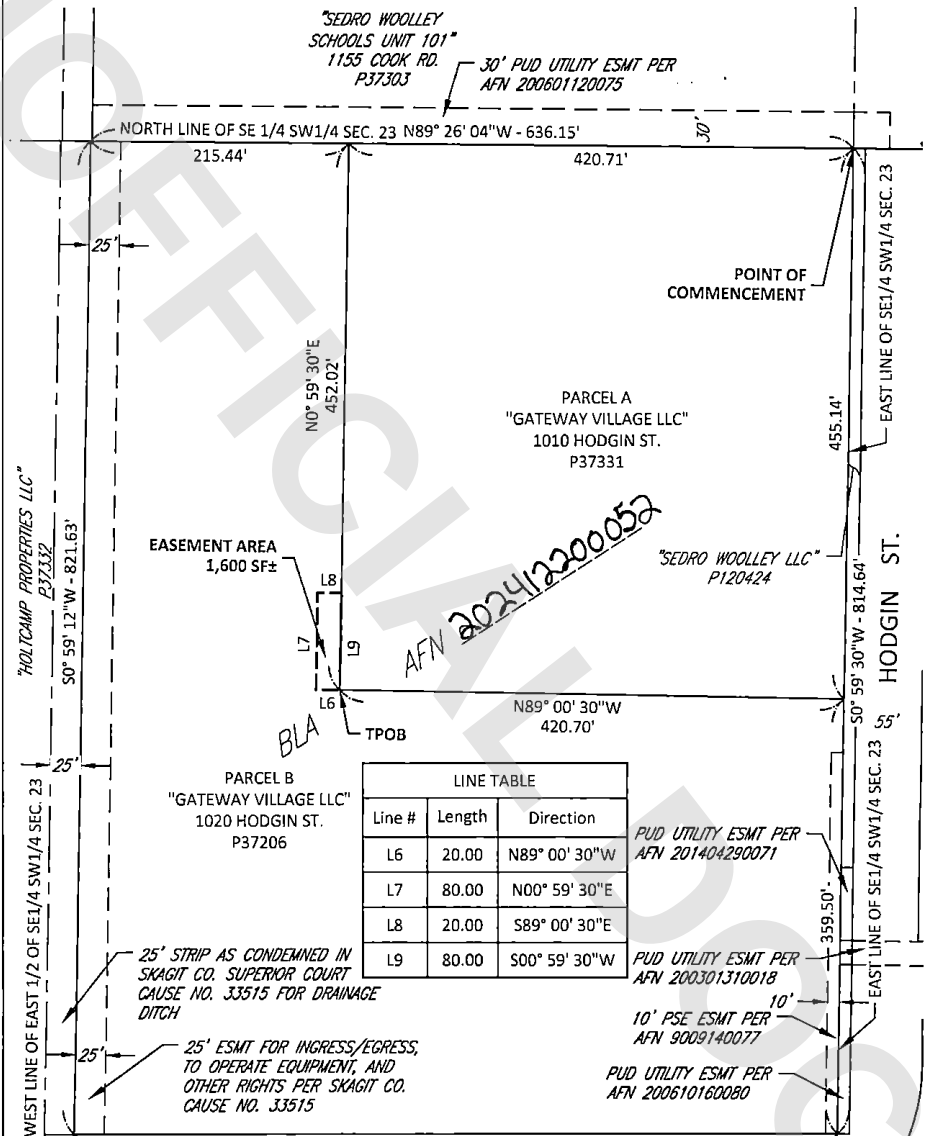 "SEDRO WOOLLEY
SCHOOLS UNIT 101"
1155 COOK RD.
P37303
30' PUD UTILITY ESMT PER
AFN 200601120075
NORTH LINE OF SE 1/4 SW1/4 SEC. 23 N89° 26' 04"W - 636.15'
30'
215.44'
420.71'
25'
POINT OF
COMMENCEMENT
EAST LINE OF SE1/4 SW1/4 SEC. 23
N0° 59' 30"E
452.02'
PARCEL A
"GATEWAY VILLAGE LLC"
1010 HODGIN ST.
P37331
455.14'
"HOLTCAMP PROPERTIES LLC"
P37332
S0° 59' 12"W - 821.63'
EASEMENT AREA
1,600 SF±
AFN 202412200052
"SEDRO WOOLLEY LLC"
P120424
HODGIN ST.
S0° 59' 30"W - 814.64'
L8
L7
L9
L6
TPOB
N89° 00' 30"W
420.70'
55'
BLA
25'
PARCEL B
"GATEWAY VILLAGE LLC"
1020 HODGIN ST.
P37206
LINE TABLE
Line # Length Direction
L6 20.00 N89° 00' 30"W
L7 80.00 N00° 59' 30"E
L8 20.00 S89° 00' 30"E
L9 80.00 S00° 59' 30"W
PUD UTILITY ESMT PER
AFN 201404290071
359.50'
EAST LINE OF SE1/4 SW1/4 SEC. 23
PUD UTILITY ESMT PER
AFN 200301310018
10'
10' PSE ESMT PER
AFN 9009140077
PUD UTILITY ESMT PER
AFN 200610160080
WEST LINE OF EAST 1/2 OF SE1/4 SW1/4 SEC. 23
25' STRIP AS CONDEMNED IN
SKAGIT CO. SUPERIOR COURT
CAUSE NO. 33515 FOR DRAINAGE
DITCH
25'
25' ESMT FOR INGRESS/EGRESS,
TO OPERATE EQUIPMENT, AND
OTHER RIGHTS PER SKAGIT CO.
CAUSE NO. 33515
OFFICIAL DOC